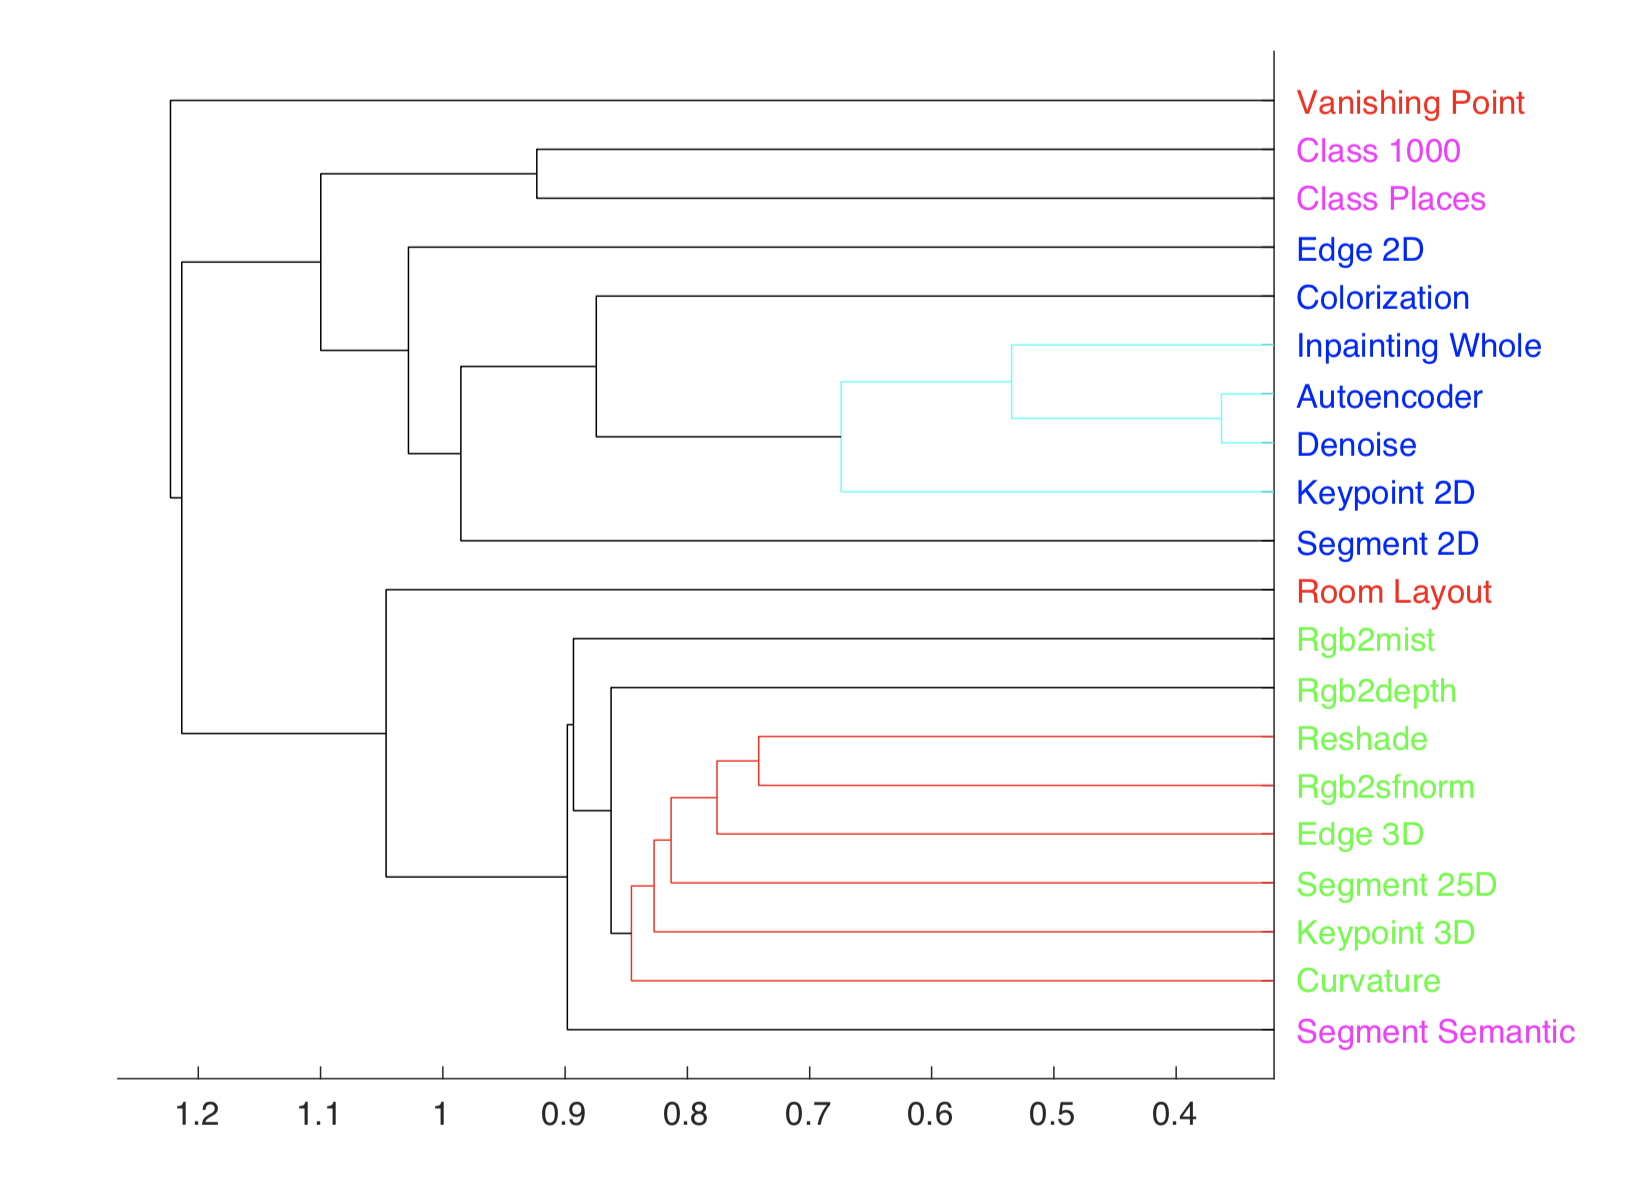 Vanishing Point
Class 1000
Class Places
Edge 2D
Colorization
Inpainting Whole
Autoencoder
Denoise
Keypoint 2D
Segment 2D
Room Layout
Rgb2mist
Rgb2depth
Reshade
Rgb2sfnorm
Edge 3D
Segment 25D
Keypoint 3D
Curvature
Segment Semantic
1.2 1.1 1 0.9 0.8 0.7 0.6 0.5 0.4